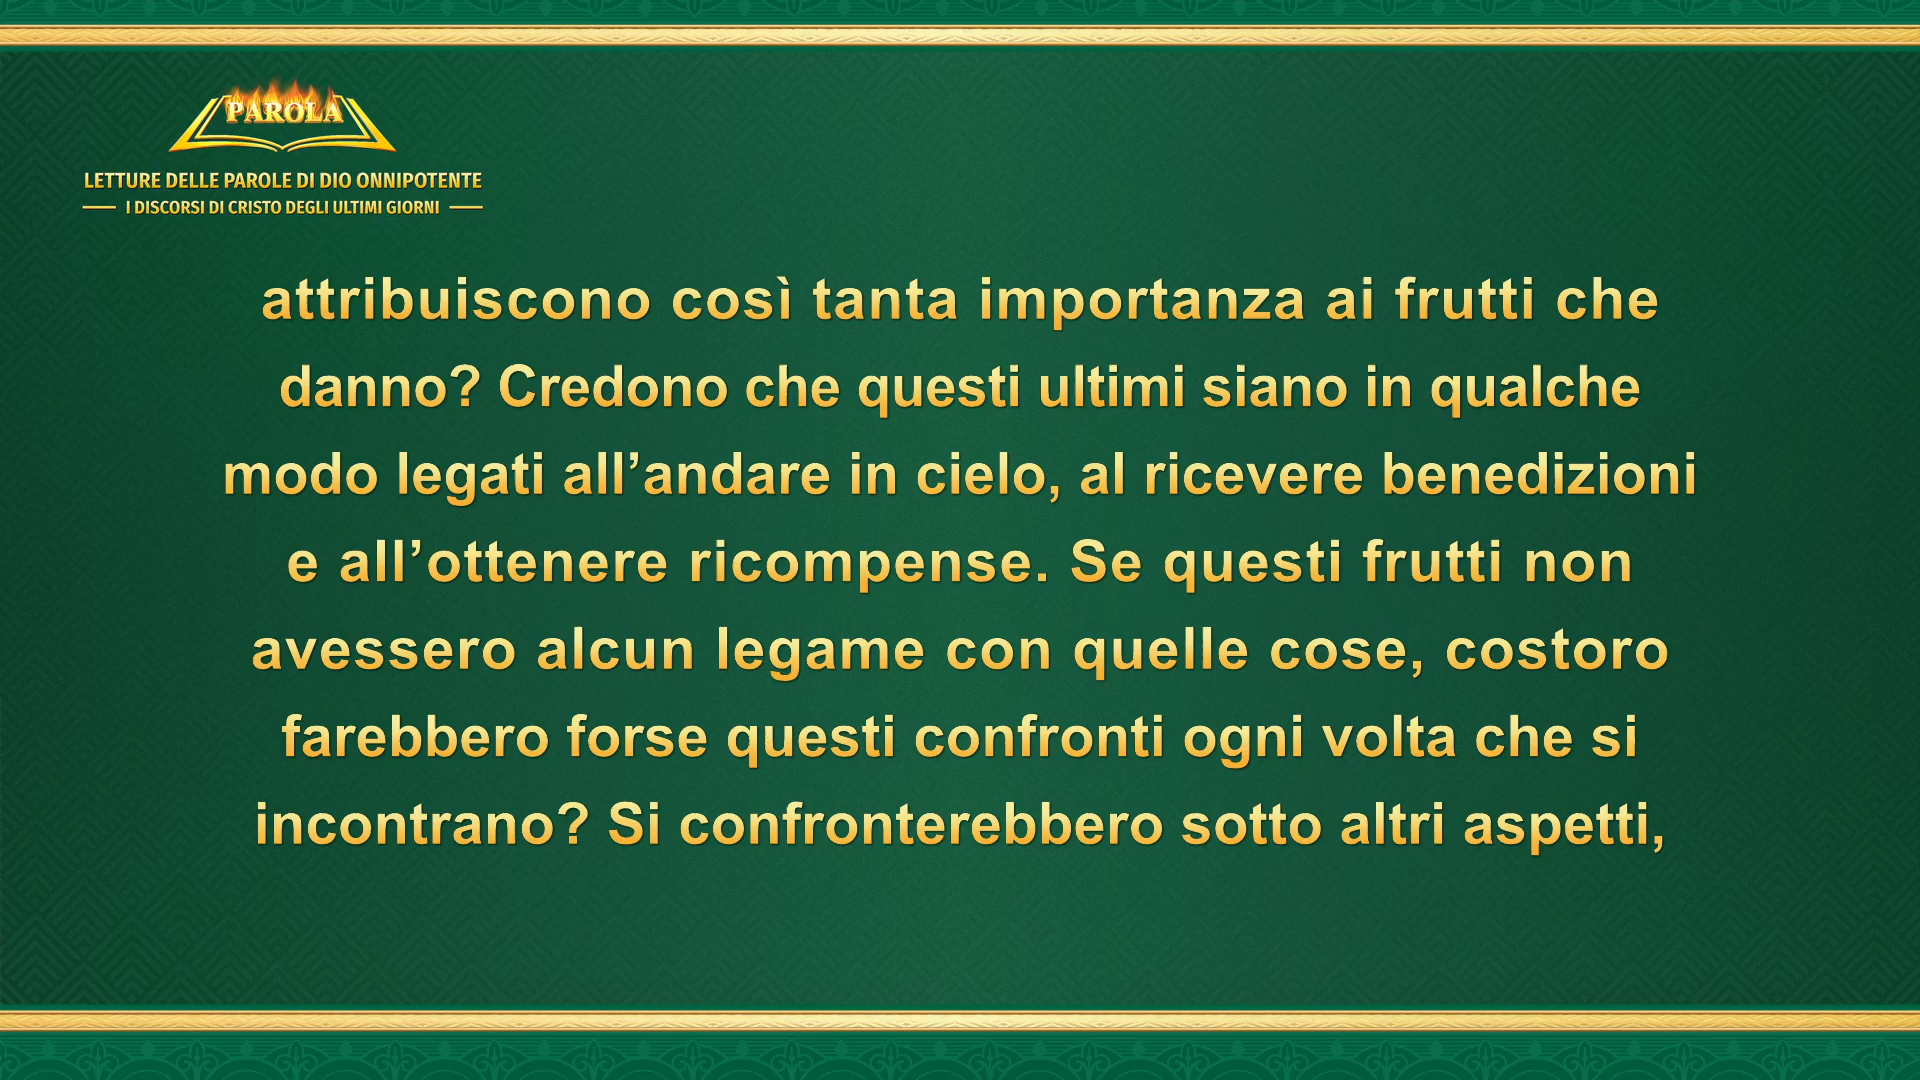 PAROLA
LETTURE DELLE PAROLE DI DIO ONNIPOTENTE
I DISCORSI DI CRISTO DEGLI ULTIMI GIORNI
attribuiscono così tanta importanza ai frutti che
danno? Credono che questi ultimi siano in qualche
modo legati all’andare in cielo, al ricevere benedizioni
e all’ottenere ricompense. Se questi frutti non
avessero alcun legame con quelle cose, costoro
farebbero forse questi confronti ogni volta che si
incontrano? Si confronterebbero sotto altri aspetti,